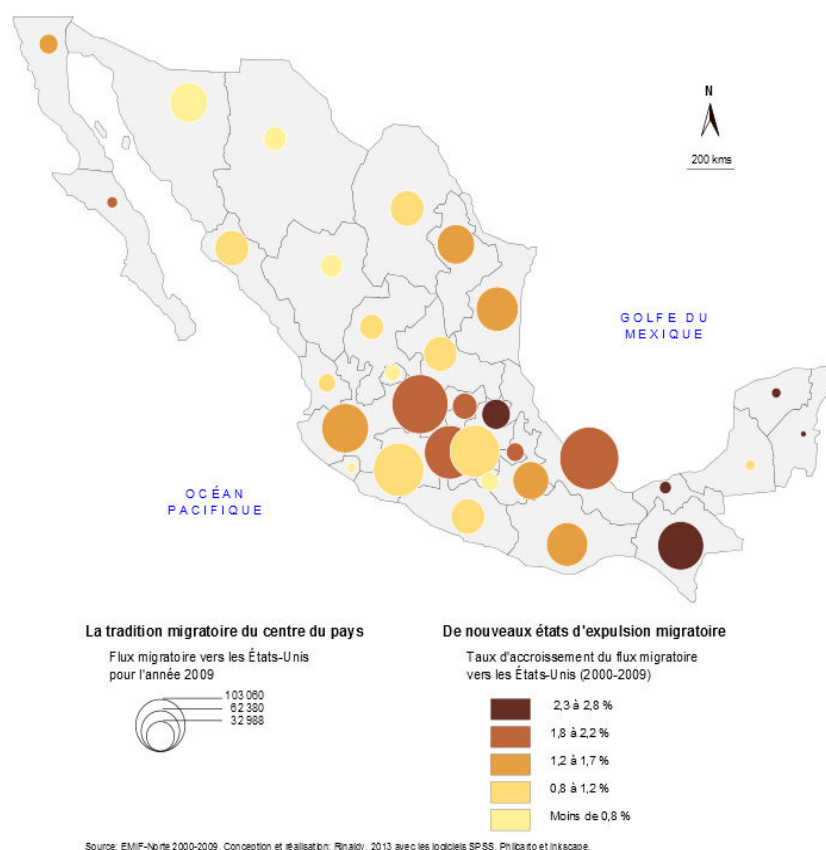 N
200 kms
GOLFE DU
MEXIQUE
OCÉAN
PACIFIQUE
La tradition migratoire du centre du pays
Flux migratoire vers les États-Unis
pour l'année 2009
103 060
62 380
32 988
De nouveaux états d'expulsion migratoire
Taux d'accroissement du flux migratoire
vers les États-Unis (2000-2009)
2,3 à 2,8 %
1,8 à 2,2 %
1,2 à 1,7 %
0,8 à 1,2 %
Moins de 0,8 %
Source: EMIF-Norte 2000-2009. Conception et réalisation: Rinaldy, 2013 avec les logiciels SPSS, Philcarto et Inkscape.